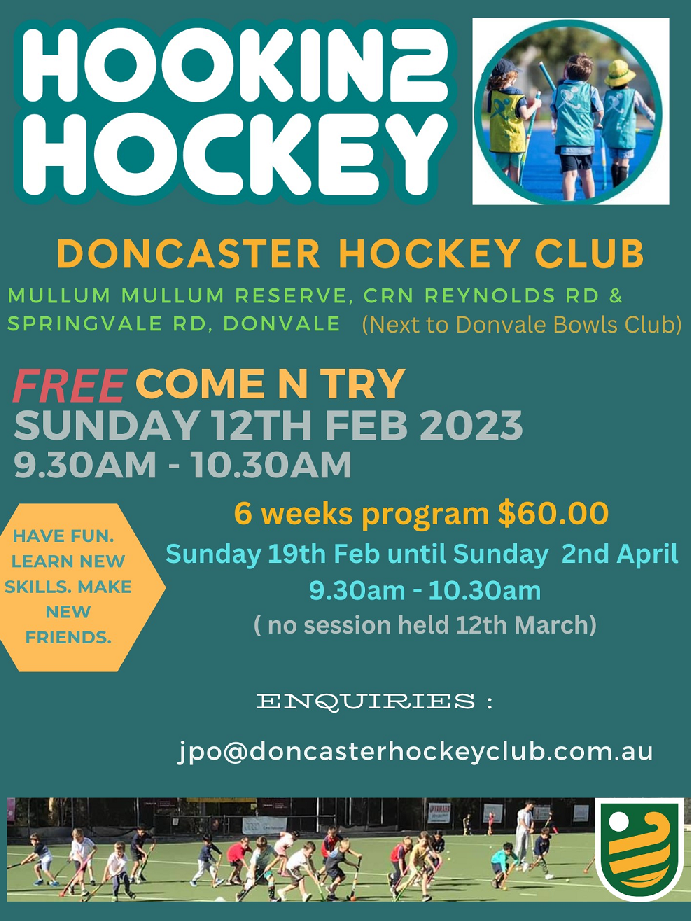 HOOKIN2
HOCKEY
DONCASTER HOCKEY CLUB
MULLUM MULLUM RESERVE, CRN REYNOLDS RD &
SPRINGVALE RD, DONVALE (Next to Donvale Bowls Club)
FREE COME N TRY
SUNDAY 12TH FEB 2023
9.30AM - 10.30AM
HAVE FUN.
LEARN NEW
SKILLS. MAKE
NEW
FRIENDS.
6 weeks program $60.00
Sunday 19th Feb until Sunday 2nd April
9.30am - 10.30am
( no session held 12th March)
ENQUIRIES :
jpo@doncasterhockeyclub.com.au